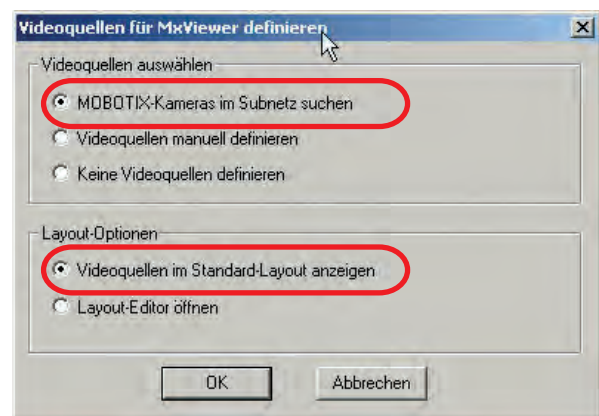 Videoquellen für MxViewer definieren
Videoquellen auswählen
MOBOTIX-Kameras im Subnetz suchen
Videoquellen manuell definieren
Keine Videoquellen definieren
Layout-Optionen
Videoquellen im Standard-Layout anzeigen
Layout-Editor öffnen
OK Abbrechen